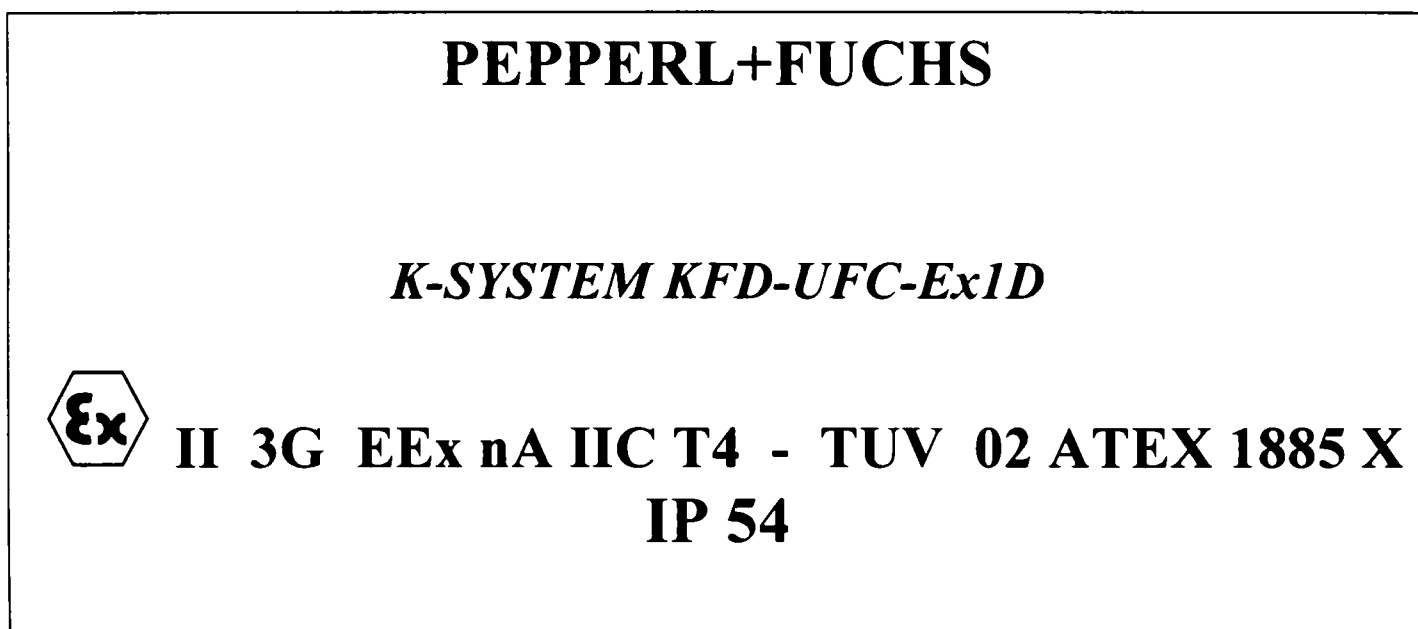 PEPPERL+FUCHS
K-SYSTEM KFD-UFC-Ex1D
Ex II 3G EEx nA IIC T4 - TUV 02 ATEX 1885 X
IP 54